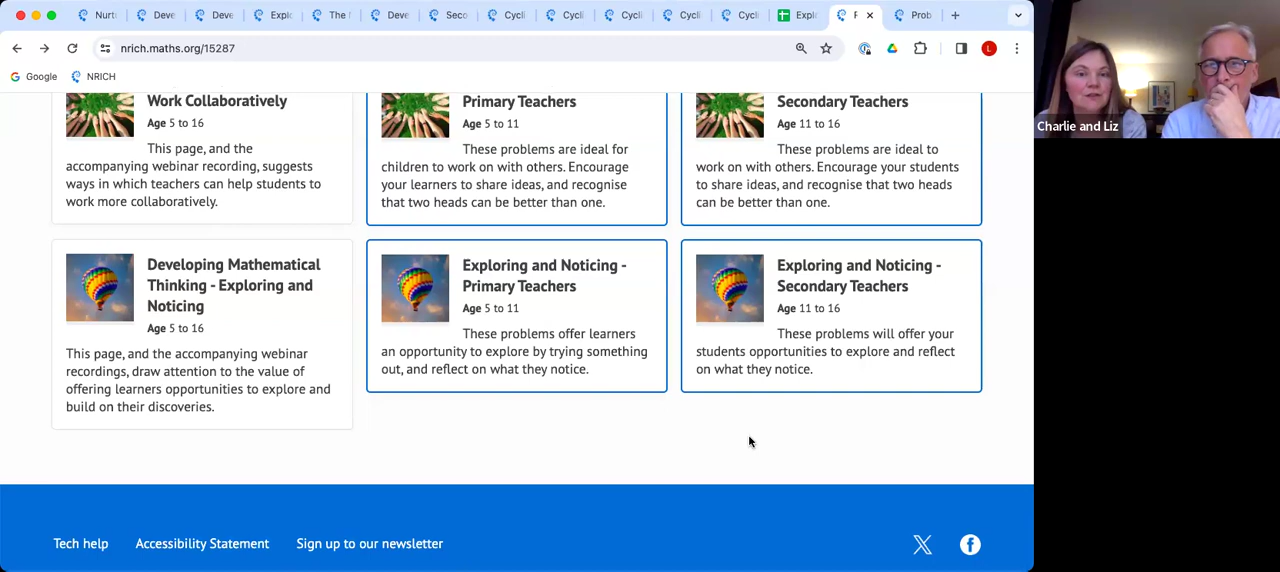 Nurtu
Deve
Deve
Explo
The I
Deve
Seco
Cycli
Cycli
Cycli
Cycli
Cycli
Explo
F
Prob
nrich.maths.org/15287
L
Google
NRICH
Work Collaboratively
Age 5 to 16
This page, and the
accompanying webinar recording, suggests
ways in which teachers can help students to
work more collaboratively.
Primary Teachers
Age 5 to 11
These problems are ideal for
children to work on with others. Encourage
your learners to share ideas, and recognise
that two heads can be better than one.
Secondary Teachers
Age 11 to 16
These problems are ideal to
work on with others. Encourage your students
to share ideas, and recognise that two heads
can be better than one.
Developing Mathematical
Thinking - Exploring and
Noticing
Age 5 to 16
This page, and the accompanying webinar
recordings, draw attention to the value of
offering learners opportunities to explore and
build on their discoveries.
Exploring and Noticing -
Primary Teachers
Age 5 to 11
These problems offer learners
an opportunity to explore by trying something
out, and reflect on what they notice.
Exploring and Noticing -
Secondary Teachers
Age 11 to 16
These problems will offer your
students opportunities to explore and reflect
on what they notice.
Tech help
Accessibility Statement
Sign up to our newsletter
Charlie and Liz